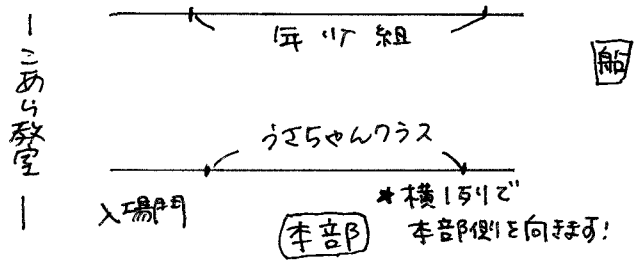 こあら教室
年少組
船
うさちゃんクラス
入場門
本部
*横1列で
本部側を向きます!